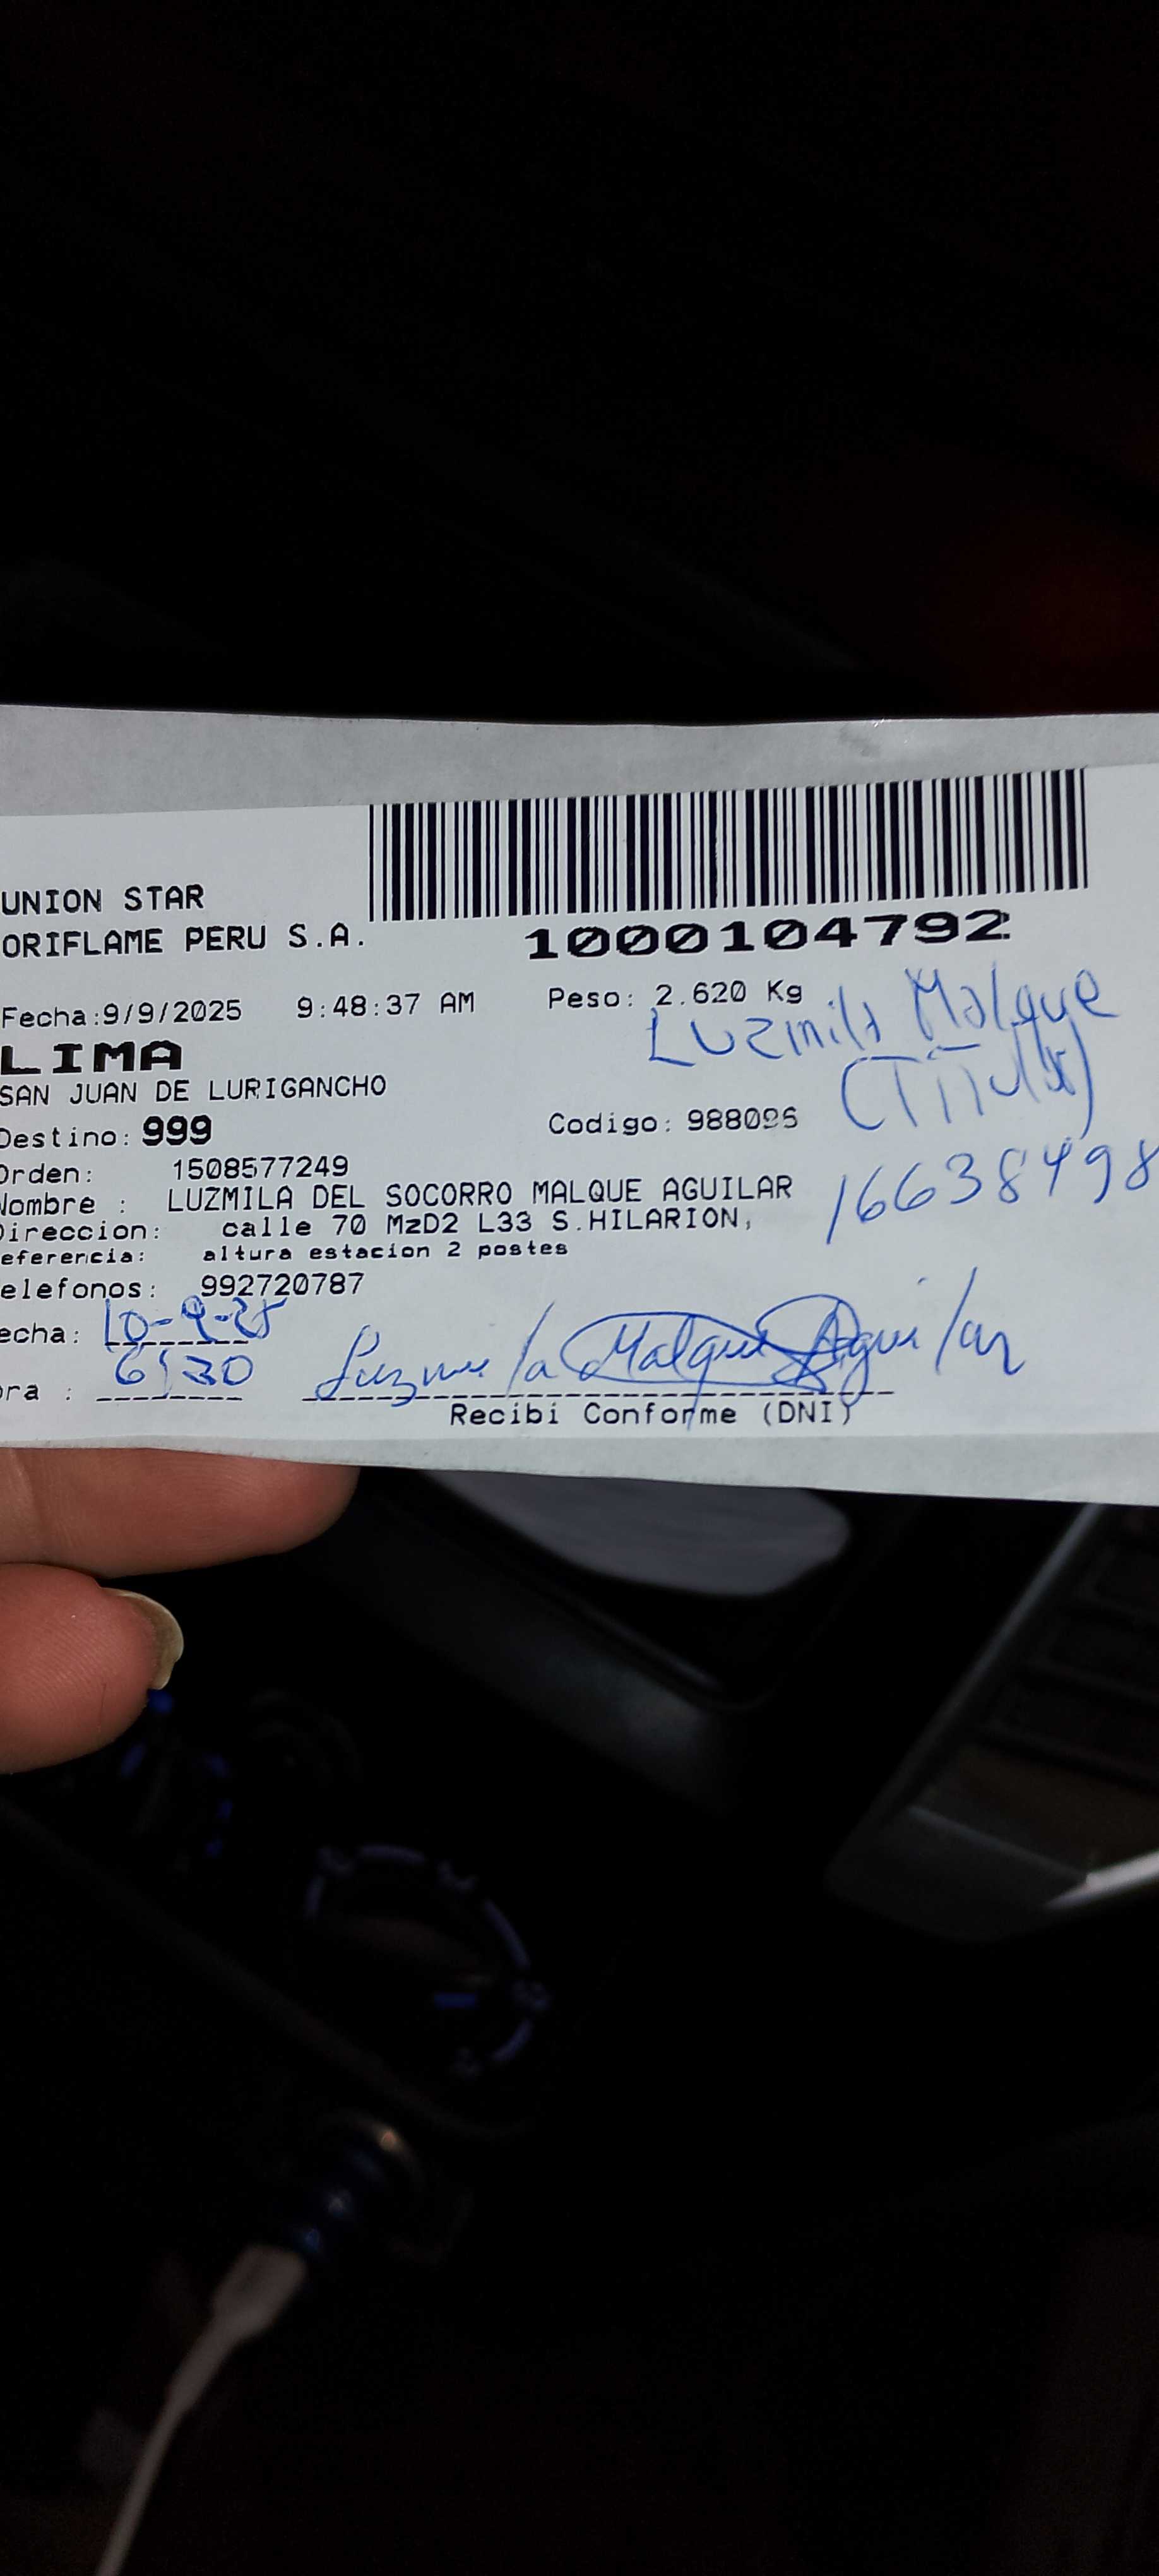 UNION STAR
ORIFLAME PERU S.A.
1000104792
Fecha:9/9/2025 9:48:37 AM Peso: 2.620 Kg
LIMA
Luzmila Malque
SAN JUAN DE LURIGANCHO
(Titular)
Destino: 999 Codigo: 988096
Orden: 1508577249
16638498
Nombre : LUZMILA DEL SOCORRO MALQUE AGUILAR
Direccion: calle 70 MzD2 L33 S.HILARION,
eferencia: altura estacion 2 postes
elefonos: 992720787
echa: 10-9-25
ora : 6:30 Luzmila Malque Aguilar
Recibi Conforme (DNI)